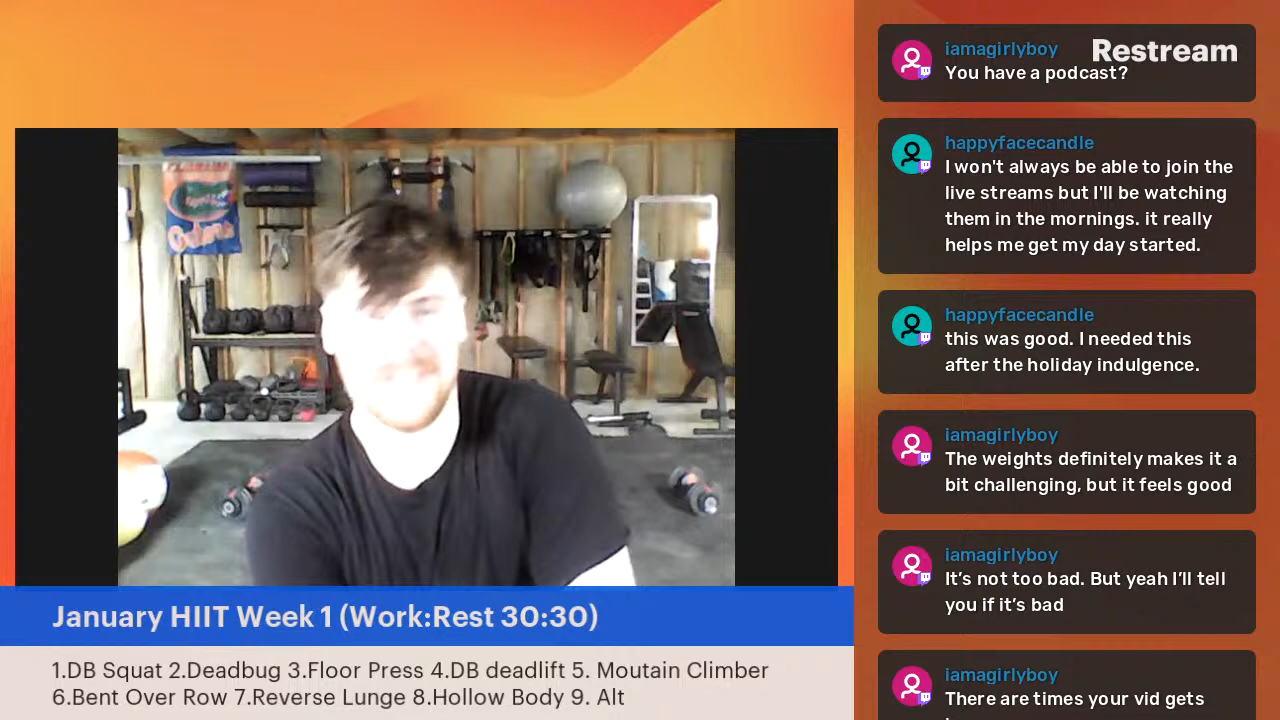 Restream
iamagirlyboy
You have a podcast?
happyfacecandle
I won't always be able to join the
live streams but I'll be watching
them in the mornings. it really
helps me get my day started.
happyfacecandle
this was good. I needed this
after the holiday indulgence.
iamagirlyboy
The weights definitely makes it a
bit challenging, but it feels good
iamagirlyboy
It’s not too bad. But yeah I’ll tell
you if it’s bad
iamagirlyboy
There are times your vid gets
Gators
January HIIT Week 1 (Work:Rest 30:30)
1.DB Squat 2.Deadbug 3.Floor Press 4.DB deadlift 5. Moutain Climber
6.Bent Over Row 7.Reverse Lunge 8.Hollow Body 9. Alt